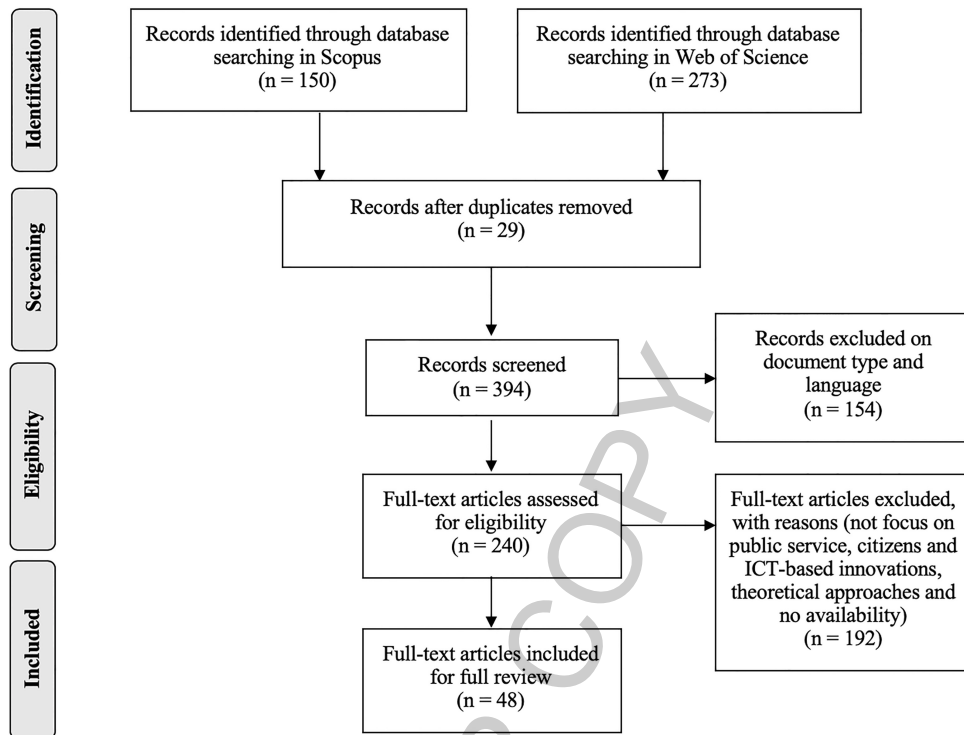 Identification
Records identified through database
searching in Scopus
(n = 150)
Records identified through database
searching in Web of Science
(n = 273)
Screening
Records after duplicates removed
(n = 29)
Records screened
(n = 394)
Records excluded on
document type and
language
(n = 154)
Eligibility
Full-text articles assessed
for eligibility
(n = 240)
Full-text articles excluded,
with reasons (not focus on
public service, citizens and
ICT-based innovations,
theoretical approaches and
no availability)
(n = 192)
Included
Full-text articles included
for full review
(n = 48)
COPY